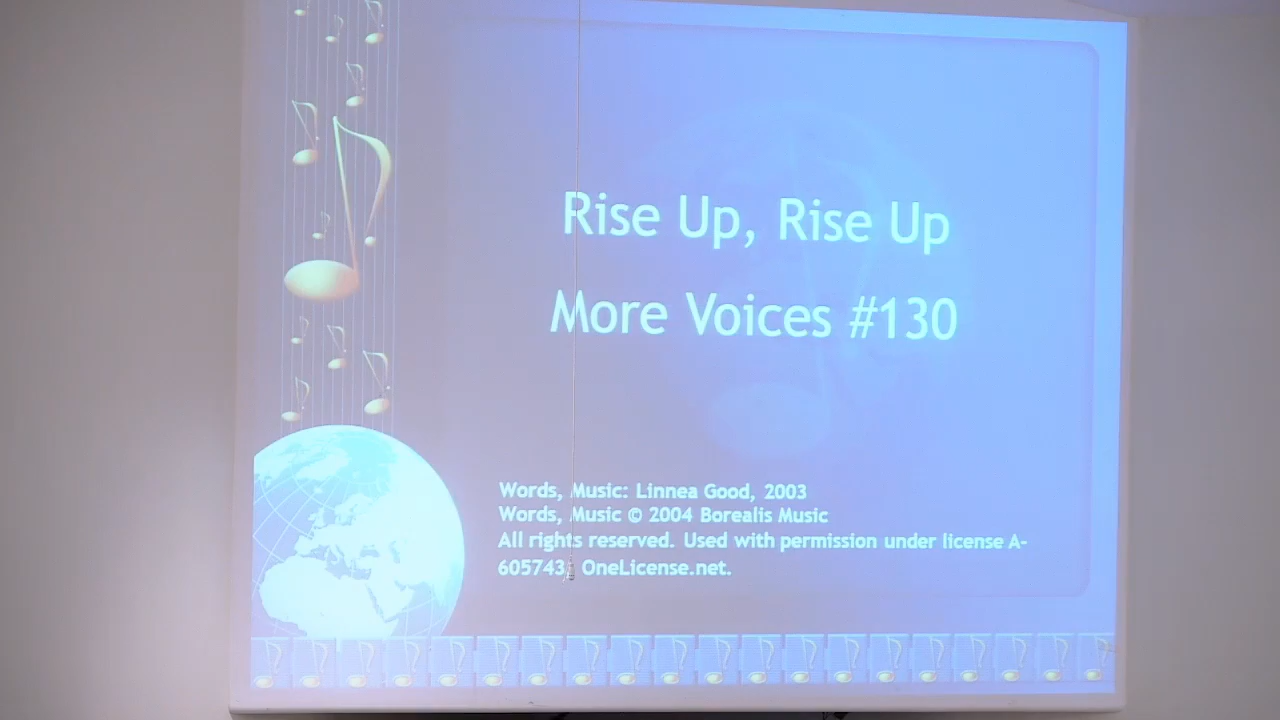 Rise Up, Rise Up
More Voices #130
Words, Music: Linnea Good, 2003
Words, Music © 2004 Borealis Music
All rights reserved. Used with permission under license A-
605743, OneLicense.net.